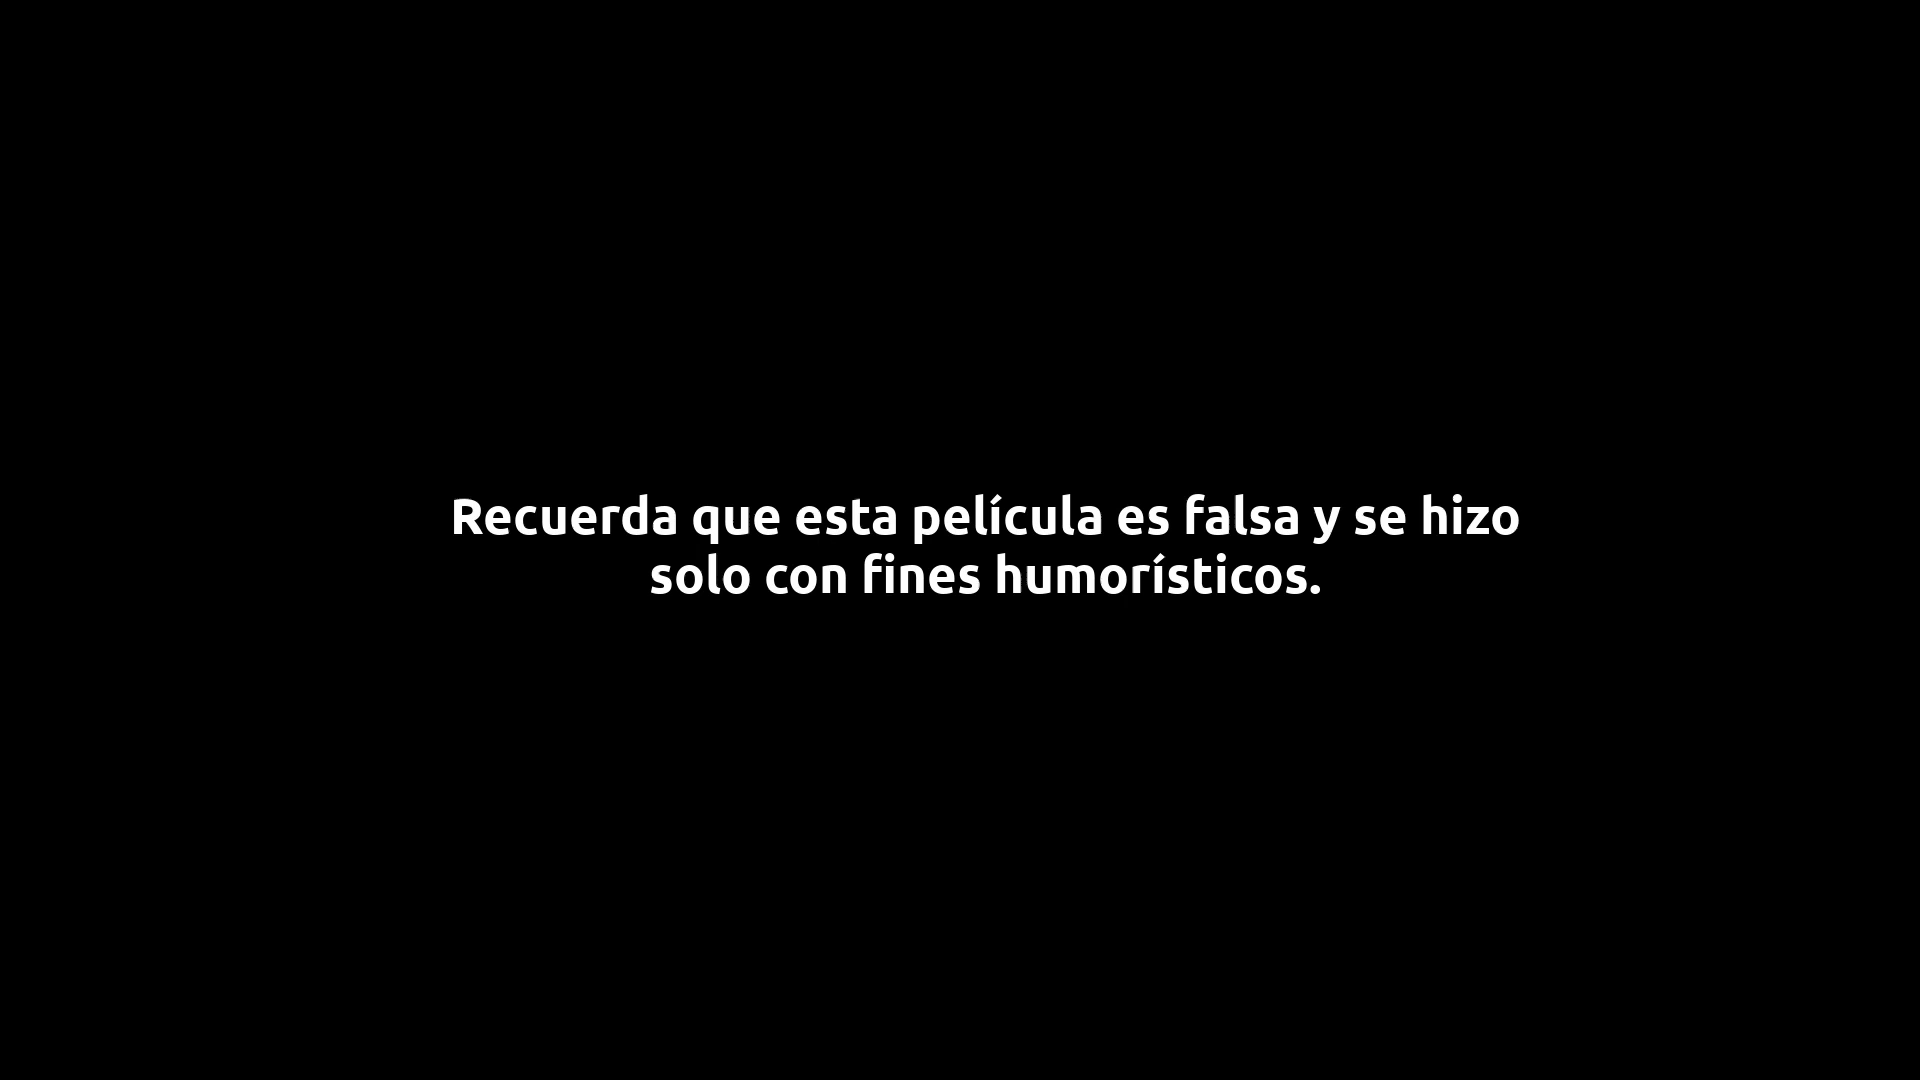 Recuerda que esta película es falsa y se hizo
solo con fines humorísticos.